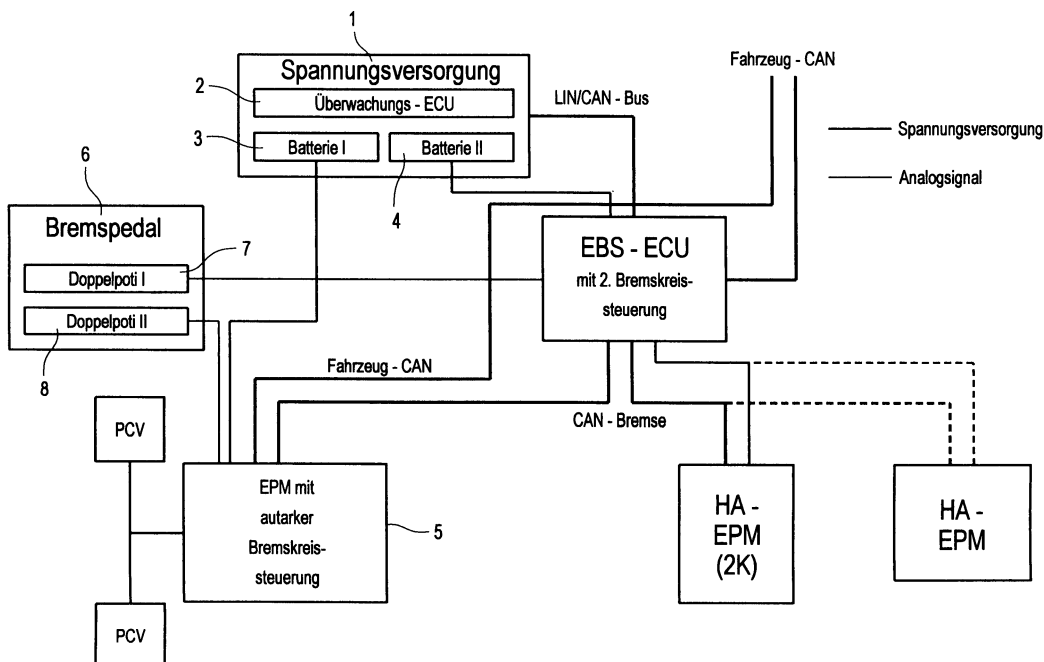 1
Spannungsversorgung
Fahrzeug - CAN
2
Überwachungs - ECU
LIN/CAN - Bus
3
Batterie I
Batterie II
4
Spannungsversorgung
Analogsignal
6
Bremspedal
7
Doppelpoti I
Doppelpoti II
8
EBS - ECU
mit 2. Bremskreis-
steuerung
Fahrzeug - CAN
CAN - Bremse
PCV
EPM mit
autarker
Bremskreis-
steuerung
5
HA -
EPM
(2K)
HA -
EPM
PCV